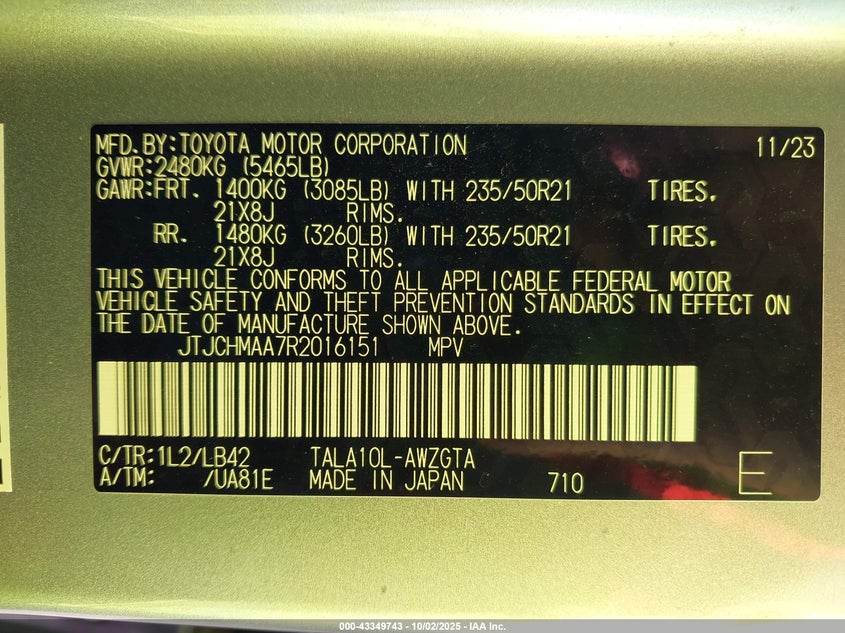 MFD.BY:TOYOTA MOTOR CORPORATION 11/23
GVWR:2480KG (5465LB)
GAWR:FRT. 1400KG (3085LB) WITH 235/50R21 TIRES.
21X8J RIMS.
RR. 1480KG (3260LB) WITH 235/50R21 TIRES.
21X8J RIMS.
THIS VEHICLE CONFORMS TO ALL APPLICABLE FEDERAL MOTOR
VEHICLE SAFETY AND THEFT PREVENTION STANDARDS IN EFFECT ON
THE DATE OF MANUFACTURE SHOWN ABOVE.
JTJCHMAA7R2016151 MPV
C/TR:1L2/LB42 TALA10L-AWZGTA
A/TM: /UA81E MADE IN JAPAN 710 E
000-43349743 - 10/02/2025 - IAA Inc.